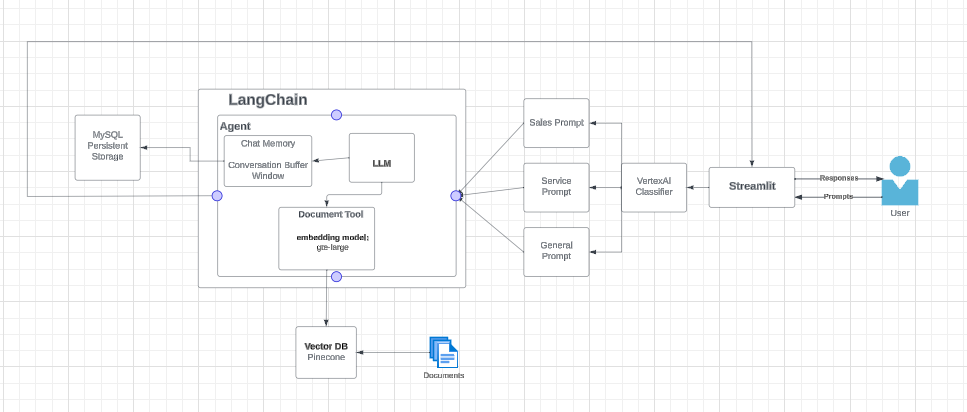 LangChain
Agent
MySQL
Persistent
Storage
Chat Memory
Conversation Buffer
Window
LLM
Document Tool
embedding model:
gte-large
Sales Prompt
Service
Prompt
General
Prompt
VertexAI
Classifier
Streamlit
Responses
Prompts
User
Vector DB
Pinecone
Documents